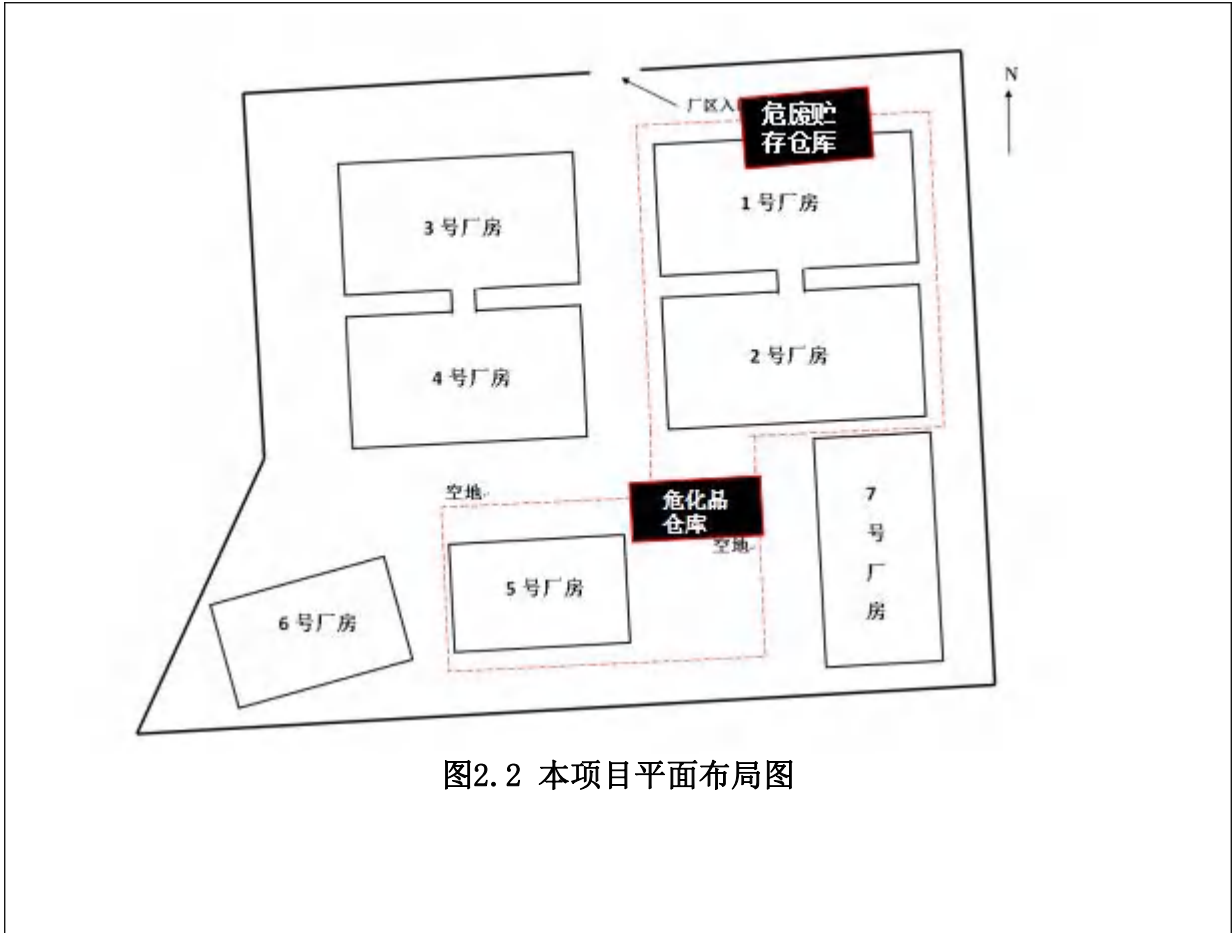 N
厂区入
危废贮
存仓库
1 号厂房
3 号厂房
2 号厂房
4 号厂房
空地
危化品
仓库
空地
7
号
厂
房
5 号厂房
6 号厂房
图2.2 本项目平面布局图